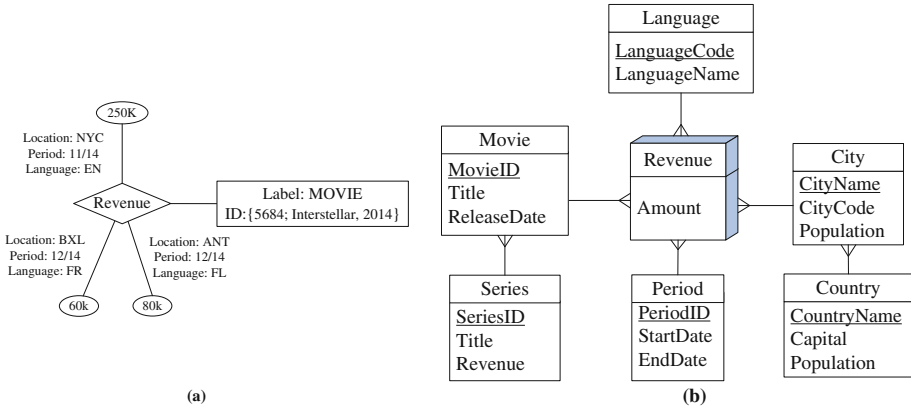 250K
Location: NYC
Period: 11/14
Language: EN
Revenue
Label: MOVIE
ID:{5684; Interstellar, 2014}
Location: BXL
Period: 12/14
Language: FR
Location: ANT
Period: 12/14
Language: FL
60k
80k
(a)
Language
LanguageCode
LanguageName
Movie
MovieID
Title
ReleaseDate
Revenue
Amount
City
CityName
CityCode
Population
Series
SeriesID
Title
Revenue
Period
PeriodID
StartDate
EndDate
Country
CountryName
Capital
Population
(b)